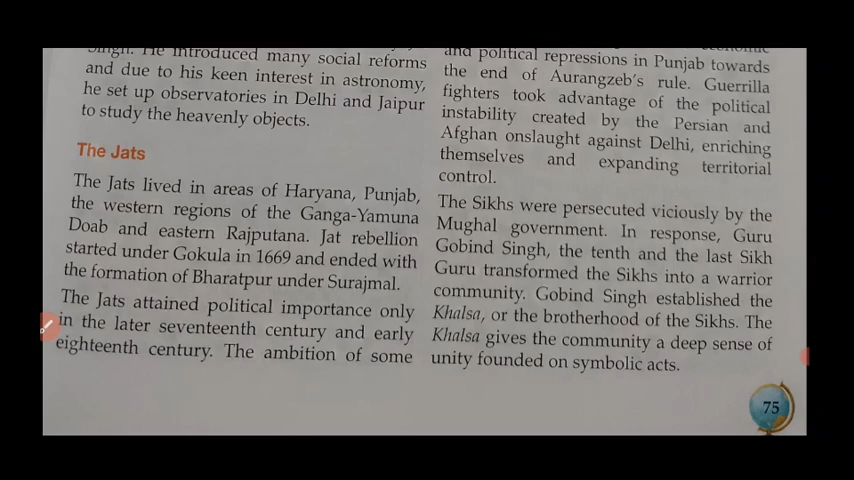 Singh. He introduced many social reforms
and due to his keen interest in astronomy,
he set up observatories in Delhi and Jaipur
to study the heavenly objects.
The Jats
The Jats lived in areas of Haryana, Punjab,
the western regions of the Ganga-Yamuna
Doab and eastern Rajputana. Jat rebellion
started under Gokula in 1669 and ended with
the formation of Bharatpur under Surajmal.
The Jats attained political importance only
in the later seventeenth century and early
eighteenth century. The ambition of some
economic
and political repressions in Punjab towards
the end of Aurangzeb's rule. Guerrilla
fighters took advantage of the political
instability created by the Persian and
Afghan onslaught against Delhi, enriching
themselves and expanding territorial
control.
The Sikhs were persecuted viciously by the
Mughal government. In response, Guru
Gobind Singh, the tenth and the last Sikh
Guru transformed the Sikhs into a warrior
community. Gobind Singh established the
Khalsa, or the brotherhood of the Sikhs. The
Khalsa gives the community a deep sense of
unity founded on symbolic acts.
75